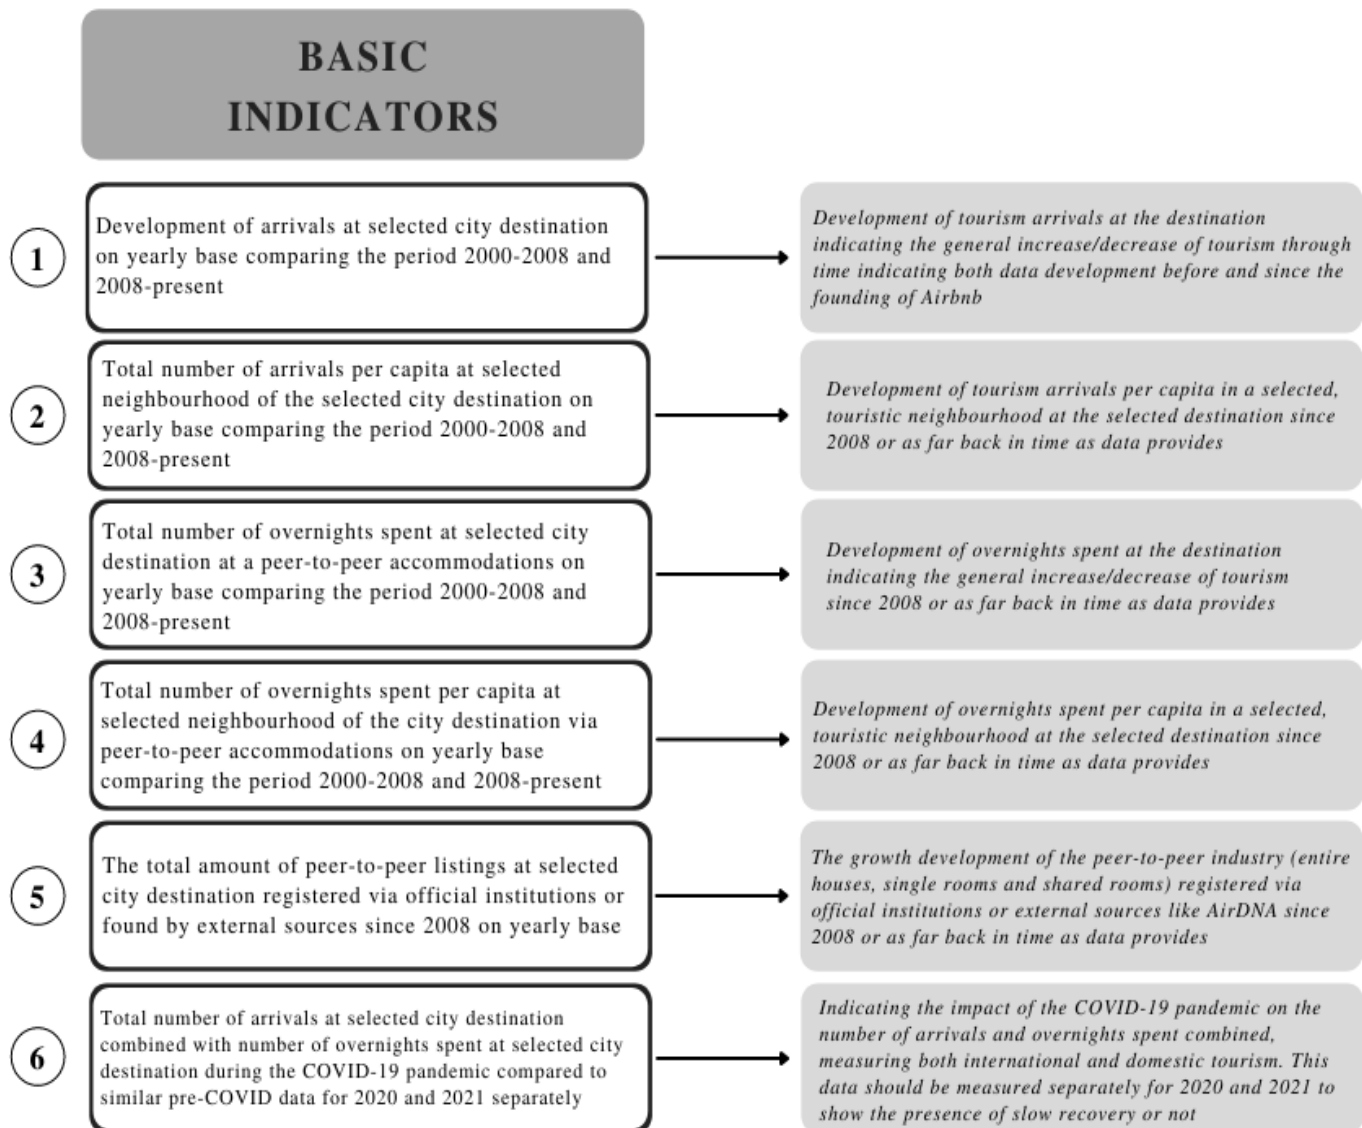 BASIC
INDICATORS
1
Development of arrivals at selected city destination
on yearly base comparing the period 2000-2008 and
2008-present
Development of tourism arrivals at the destination
indicating the general increase/decrease of tourism through
time indicating both data development before and since the
founding of Airbnb
2
Total number of arrivals per capita at selected
neighbourhood of the selected city destination on
yearly base comparing the period 2000-2008 and
2008-present
Development of tourism arrivals per capita in a selected,
touristic neighbourhood at the selected destination since
2008 or as far back in time as data provides
3
Total number of overnights spent at selected city
destination at a peer-to-peer accommodations on
yearly base comparing the period 2000-2008 and
2008-present
Development of overnights spent at the destination
indicating the general increase/decrease of tourism
since 2008 or as far back in time as data provides
4
Total number of overnights spent per capita at
selected neighbourhood of the city destination via
peer-to-peer accommodations on yearly base
comparing the period 2000-2008 and 2008-present
Development of overnights spent per capita in a selected,
touristic neighbourhood at the selected destination since
2008 or as far back in time as data provides
5
The total amount of peer-to-peer listings at selected
city destination registered via official institutions or
found by external sources since 2008 on yearly base
The growth development of the peer-to-peer industry (entire
houses, single rooms and shared rooms) registered via
official institutions or external sources like AirDNA since
2008 or as far back in time as data provides
6
Total number of arrivals at selected city destination
combined with number of overnights spent at selected city
destination during the COVID-19 pandemic compared to
similar pre-COVID data for 2020 and 2021 separately
Indicating the impact of the COVID-19 pandemic on the
number of arrivals and overnights spent combined,
measuring both international and domestic tourism. This
data should be measured separately for 2020 and 2021 to
show the presence of slow recovery or not